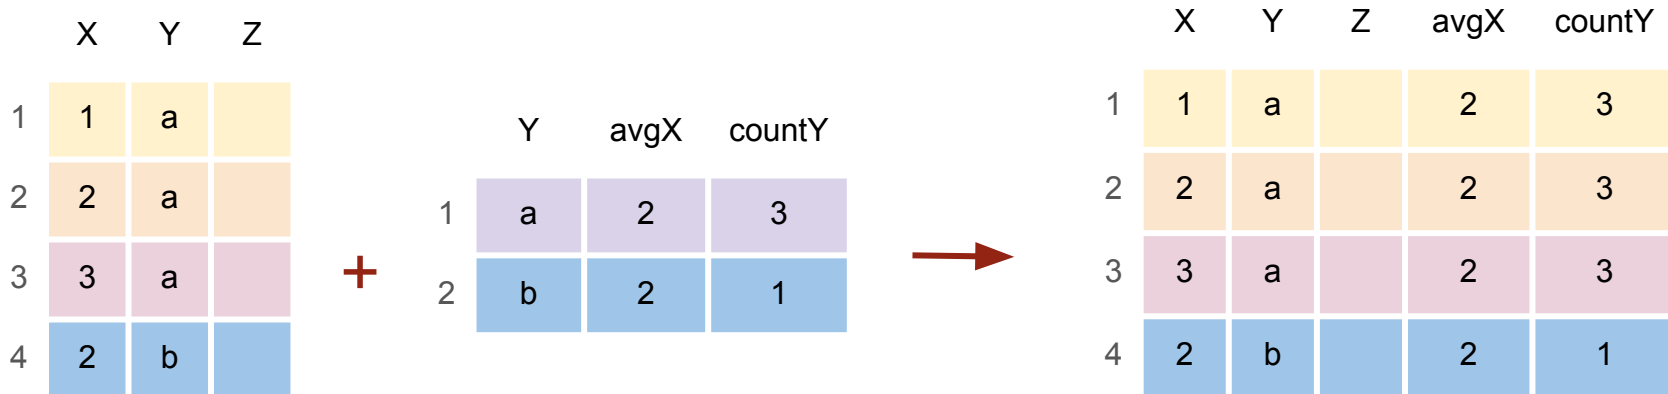 X Y Z
1 1 a
2 2 a
3 3 a
4 2 b
+
Y avgX countY
1 a 2 3
2 b 2 1
X Y Z avgX countY
1 1 a 2 3
2 2 a 2 3
3 3 a 2 3
4 2 b 2 1